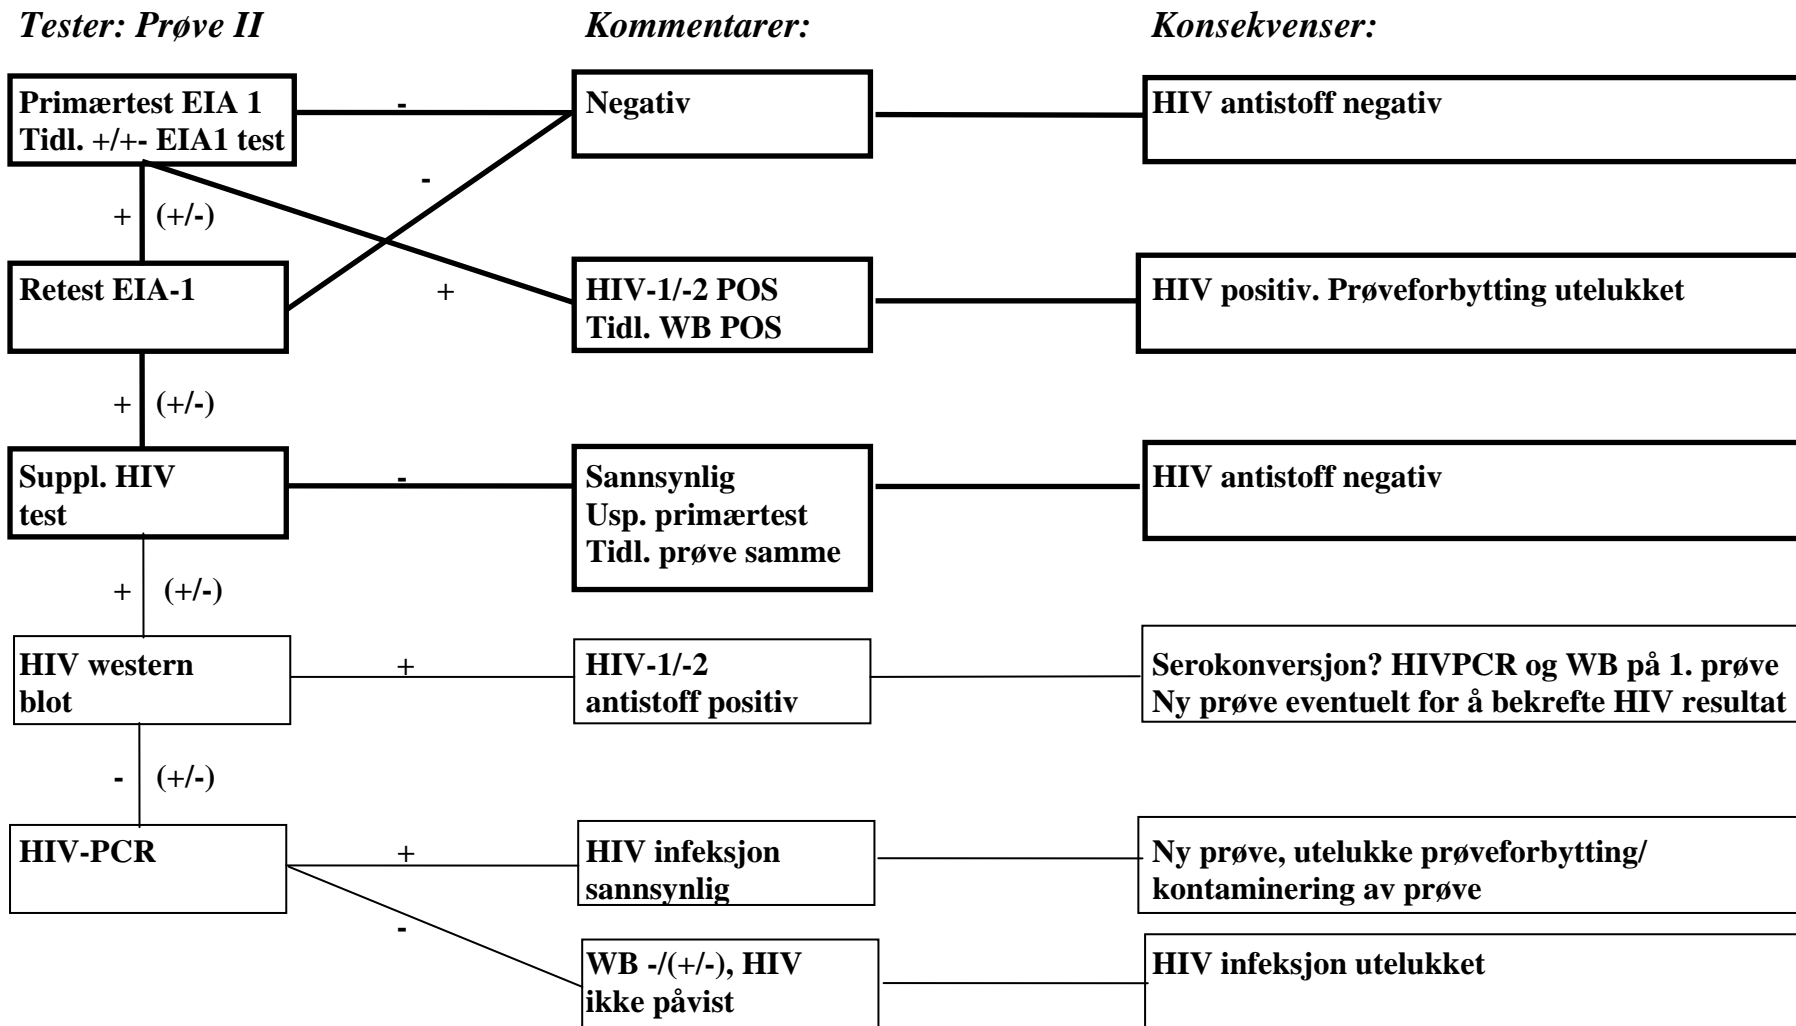 Tester: Prøve II Kommentarer: Konsekvenser:
Primærtest EIA 1
Tidl. +/+- EIA1 test
-
Negativ
HIV antistoff negativ
-
+ (+/-)
Retest EIA-1
+
HIV-1/-2 POS
Tidl. WB POS
HIV positiv. Prøveforbytting utelukket
+ (+/-)
Suppl. HIV
test
-
Sannsynlig
Usp. primærtest
Tidl. prøve samme
HIV antistoff negativ
+ (+/-)
HIV western
blot
+
HIV-1/-2
antistoff positiv
Serokonversjon? HIVPCR og WB på 1. prøve
Ny prøve eventuelt for å bekrefte HIV resultat
- (+/-)
HIV-PCR
+
HIV infeksjon
sannsynlig
Ny prøve, utelukke prøveforbytting/
kontaminering av prøve
-
WB -/(+/-), HIV
ikke påvist
HIV infeksjon utelukket